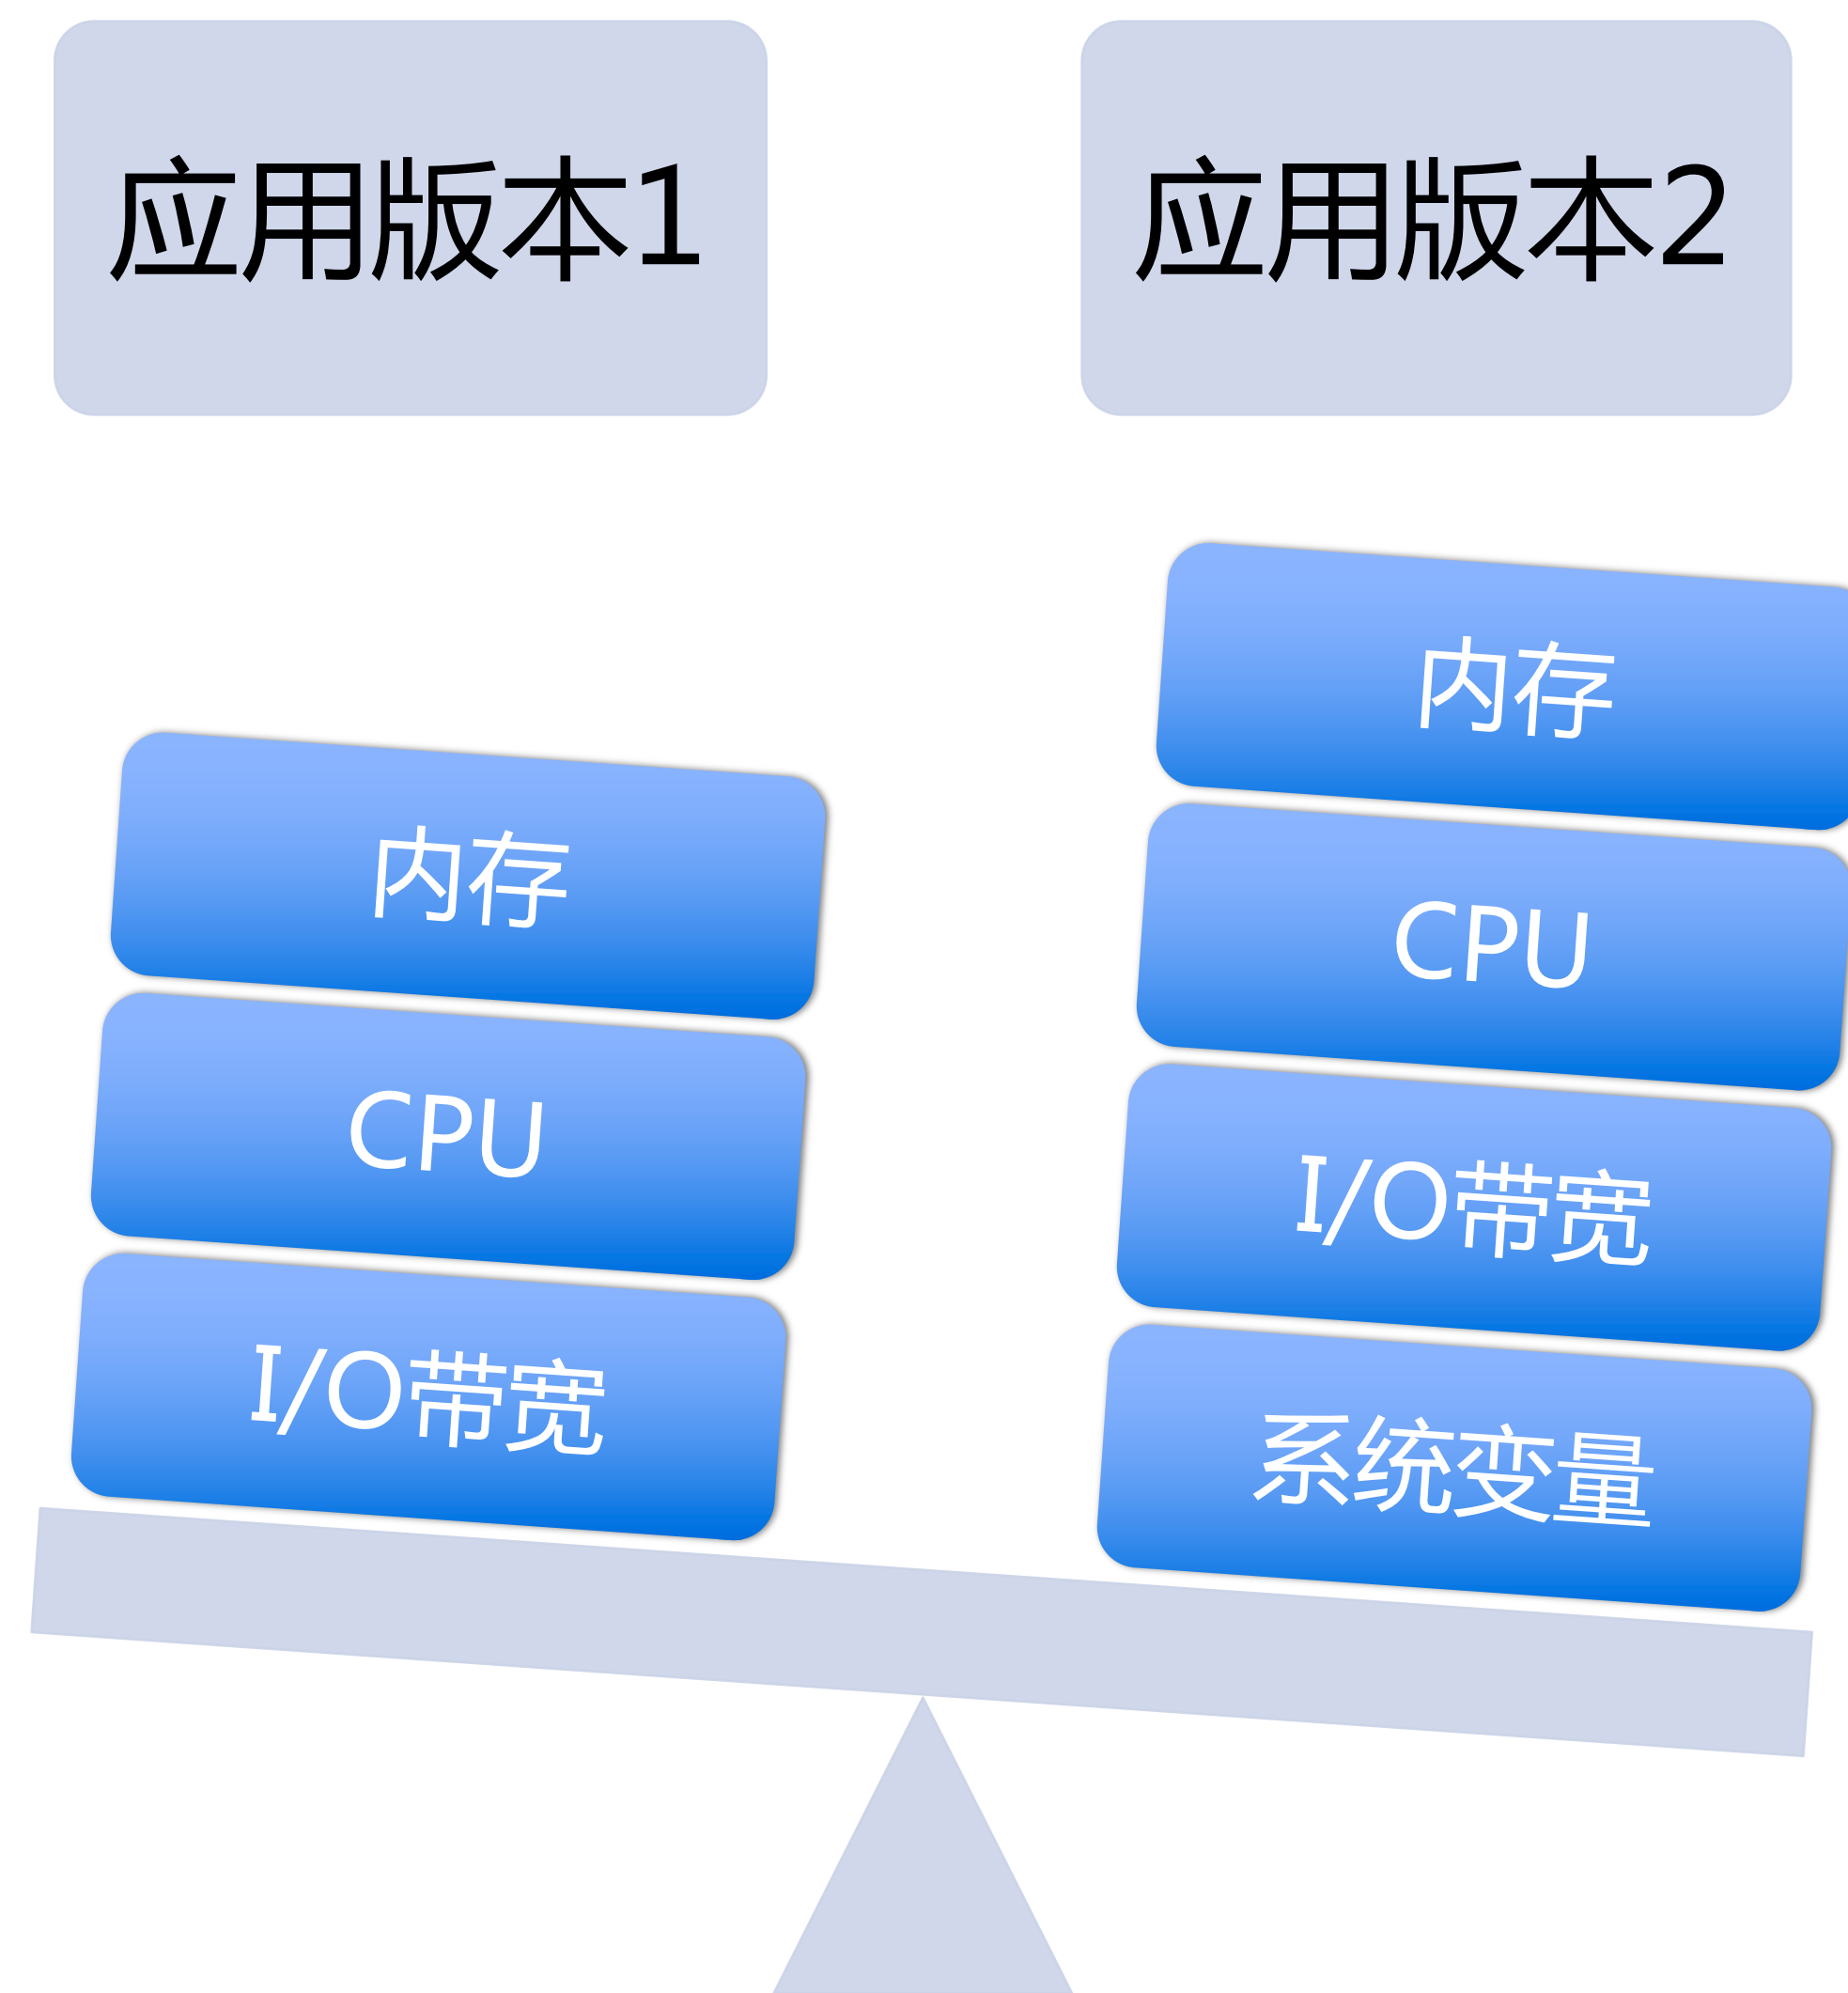 应用版本1
应用版本2
内存
CPU
I/O带宽
内存
CPU
I/O带宽
系统变量